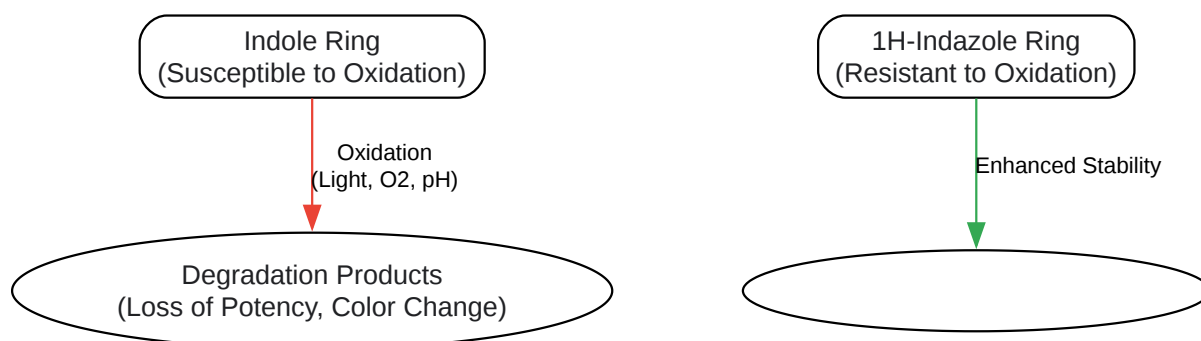 Indole Ring
(Susceptible to Oxidation)
Oxidation
(Light, O2, pH)
Degradation Products
(Loss of Potency, Color Change)
1H-Indazole Ring
(Resistant to Oxidation)
Enhanced Stability